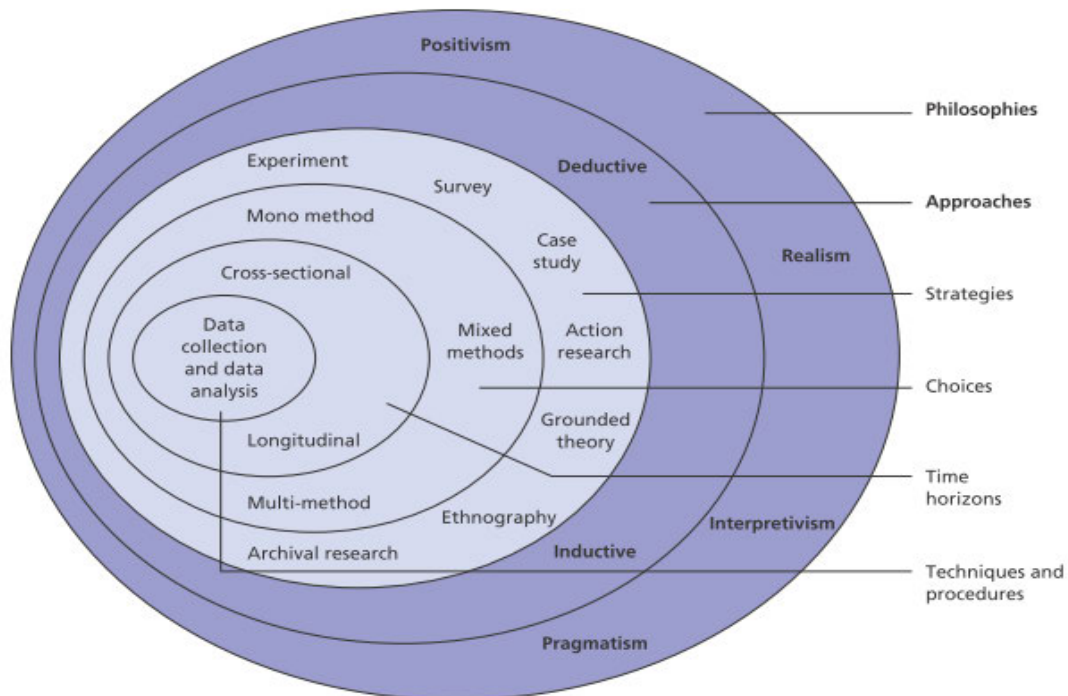 Positivism
Philosophies
Experiment
Deductive
Survey
Approaches
Mono method
Case
study
Realism
Cross-sectional
Strategies
Data
collection
and data
analysis
Mixed
methods
Action
research
Choices
Grounded
theory
Longitudinal
Time
horizons
Multi-method
Ethnography
Interpretivism
Archival research
Inductive
Techniques and
procedures
Pragmatism